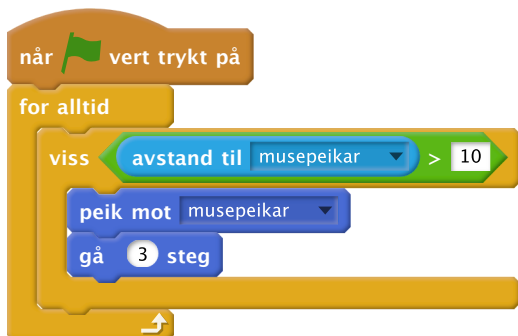 når vert trykt på
for alltid
viss avstand til musepeikar > 10
peik mot musepeikar
gå 3 steg